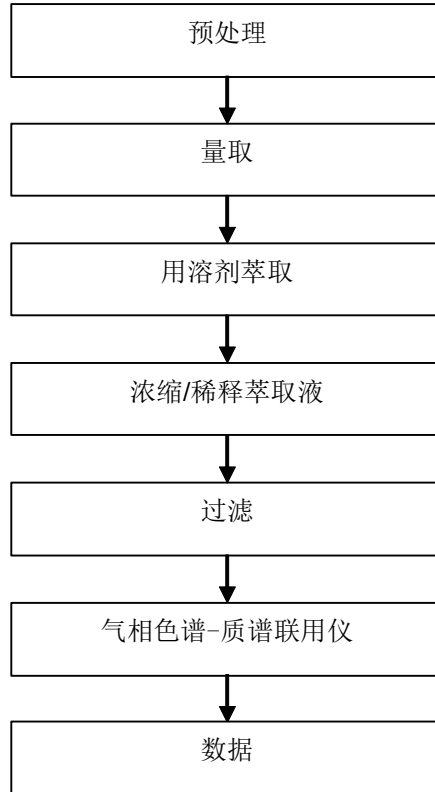 预处理
量取
用溶剂萃取
浓缩/稀释萃取液
过滤
气相色谱-质谱联用仪
数据